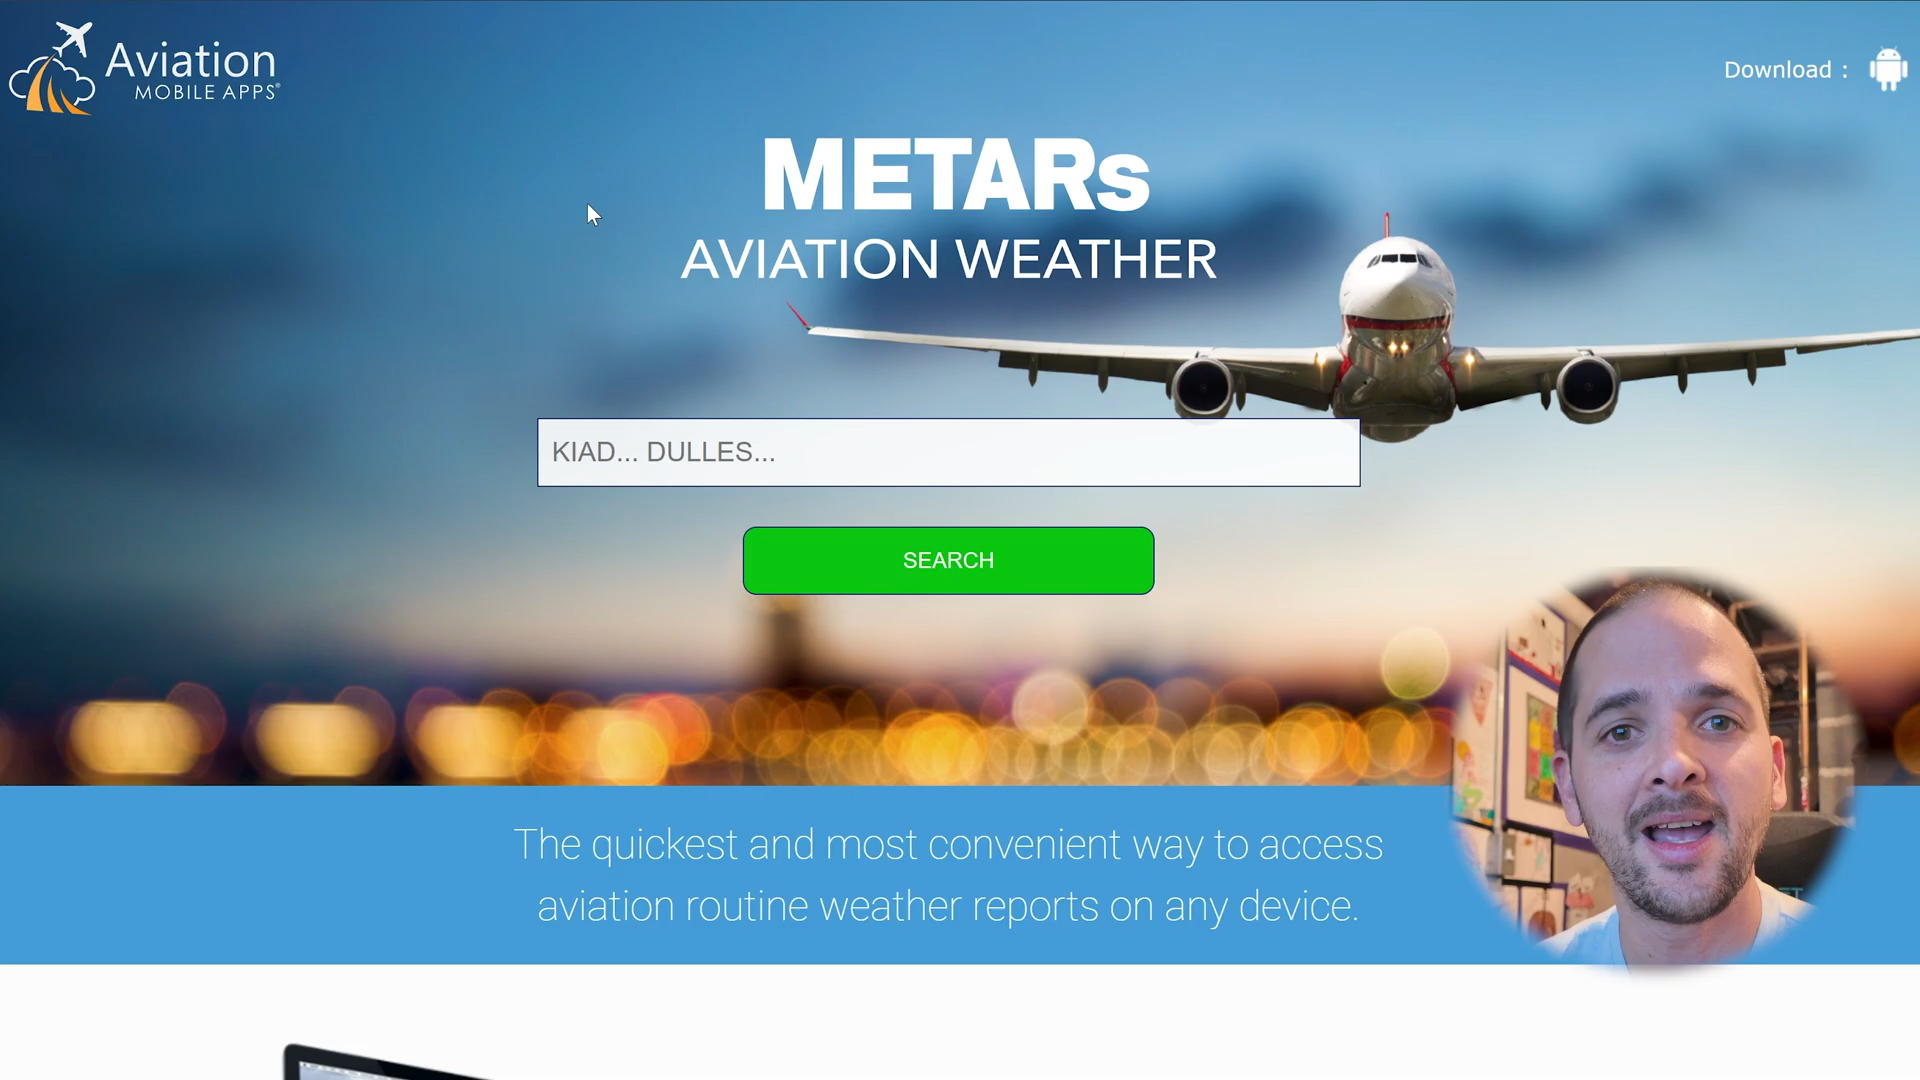 Aviation
MOBILE APPS®
Download :
METARs
AVIATION WEATHER
KIAD... DULLES...
SEARCH
The quickest and most convenient way to access
aviation routine weather reports on any device.